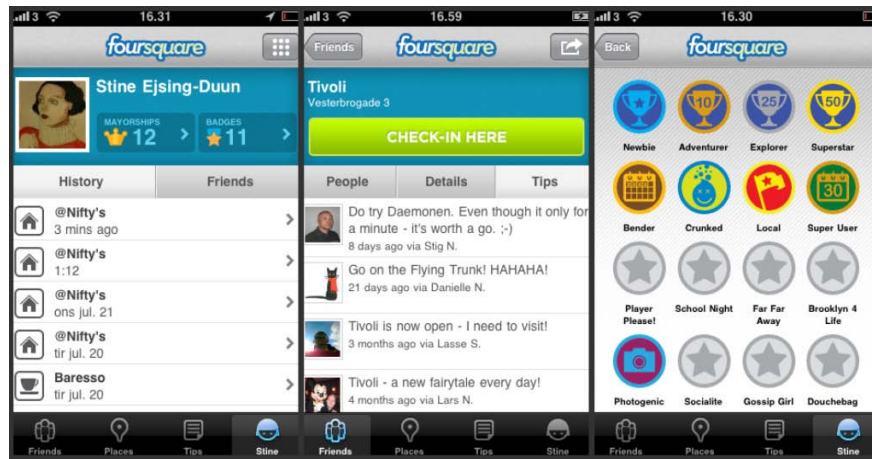 3 16.31
foursquare
Stine Ejsing-Duun
MAYORSHIPS
12
BADGES
11
History Friends
@Nifty's
3 mins ago
@Nifty's
1:12
@Nifty's
ons jul. 21
@Nifty's
tir jul. 20
Baresso
tir jul. 20
Friends Places Tips Stine
3 16.59
Friends foursquare
Tivoli
Vesterbrogade 3
CHECK-IN HERE
People Details Tips
Do try Daemonen. Even though it only for
a minute - it's worth a go. ;-)
8 days ago via Stig N.
Go on the Flying Trunk! HAHAHA!
21 days ago via Danielle N.
Tivoli is now open - I need to visit!
3 months ago via Lasse S.
Tivoli - a new fairytale every day!
4 months ago via Lars N.
Friends Places Tips Stine
3 16.30
Back foursquare
10 25 50
Newbie Adventurer Explorer Superstar
30
Bender Crunked Local Super User
Player
Please!
School Night
Far Far
Away
Brooklyn 4
Life
Photogenic Socialite Gossip Girl Douchebag
Friends Places Tips Stine